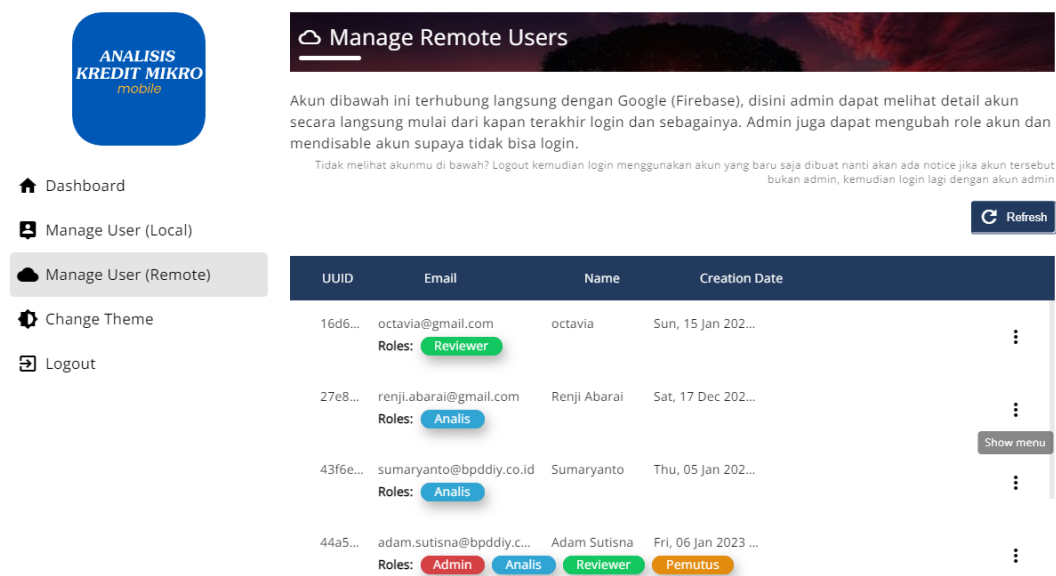 ANALISIS
KREDIT MIKRO
mobile
Dashboard
Manage User (Local)
Manage User (Remote)
Change Theme
Logout
Manage Remote Users
Akun dibawah ini terhubung langsung dengan Google (Firebase), disini admin dapat melihat detail akun
secara langsung mulai dari kapan terakhir login dan sebagainya. Admin juga dapat mengubah role akun dan
mendisable akun supaya tidak bisa login.
Tidak melihat akunmu di bawah? Logout kemudian login menggunakan akun yang baru saja dibuat nanti akan ada notice jika akun tersebut
bukan admin, kemudian login lagi dengan akun admin
Refresh
UUID Email Name Creation Date
16d6... octavia@gmail.com octavia Sun, 15 Jan 202...
Roles: Reviewer
27e8... renji.abarai@gmail.com Renji Abarai Sat, 17 Dec 202...
Roles: Analis
Show menu
43f6e... sumaryanto@bpddiy.co.id Sumaryanto Thu, 05 Jan 202...
Roles: Analis
44a5... adam.sutisna@bpddiy.c... Adam Sutisna Fri, 06 Jan 2023 ...
Roles: Admin Analis Reviewer Pemutus